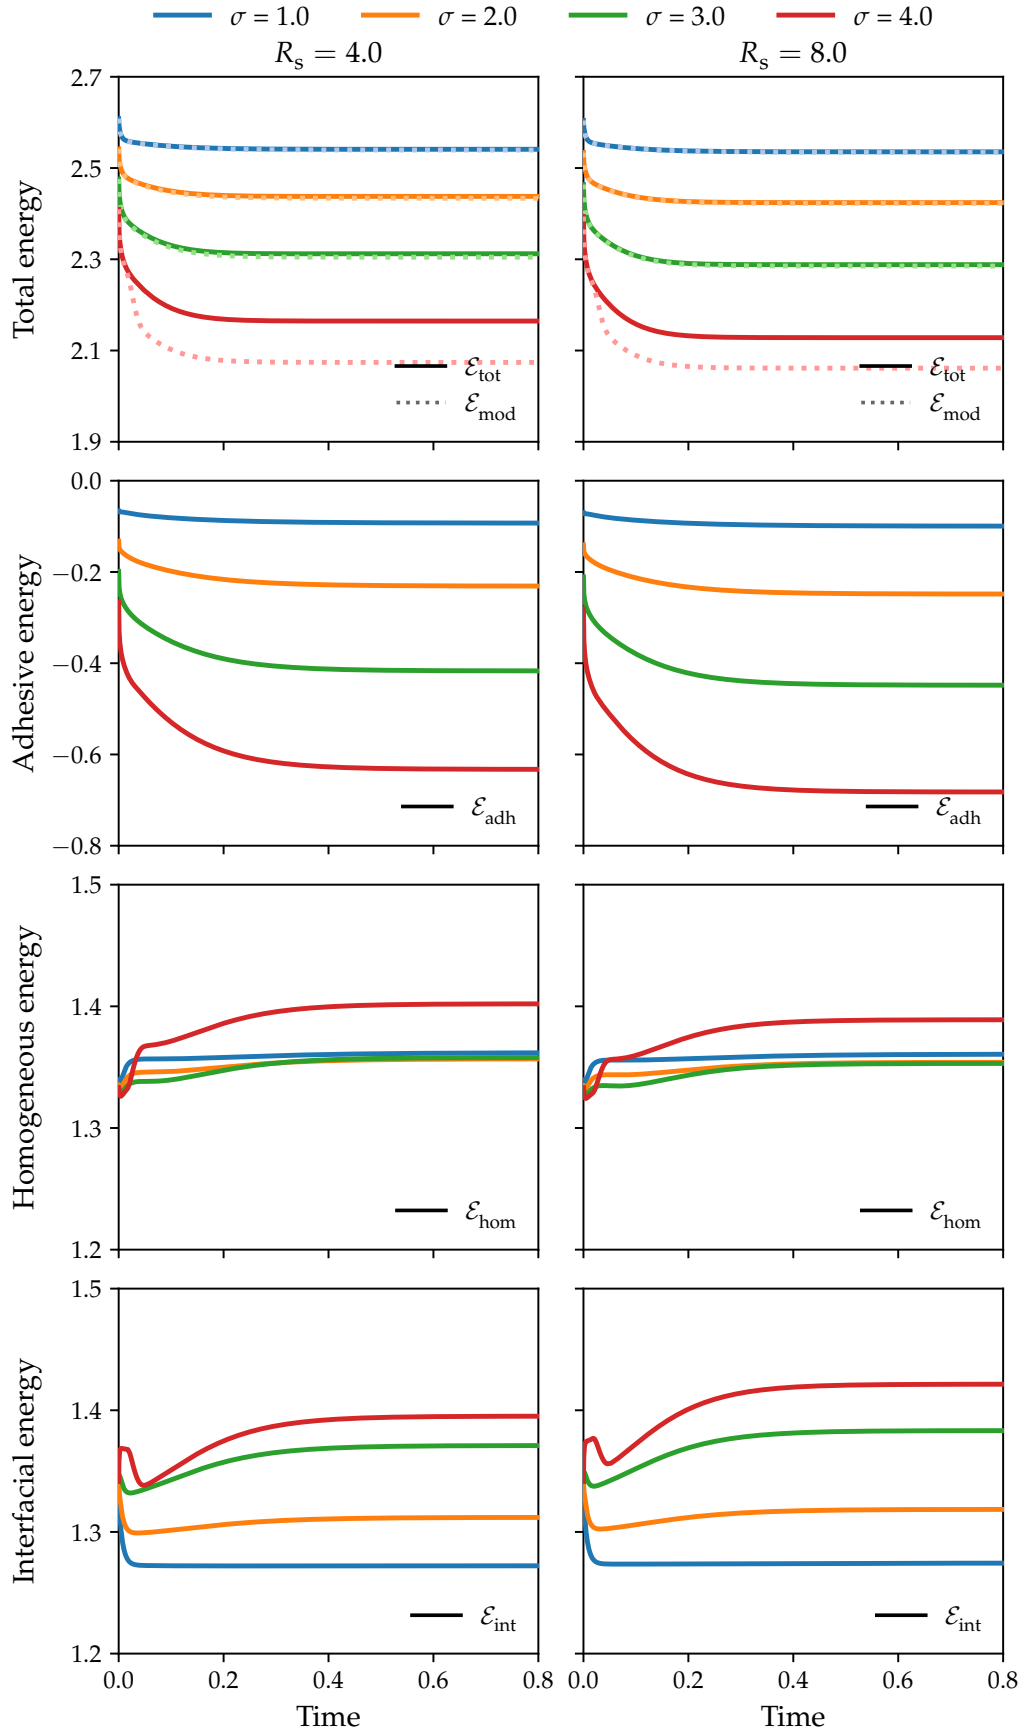 σ = 1.0 σ = 2.0 σ = 3.0 σ = 4.0
R_s = 4.0 R_s = 8.0
Total energy
2.7
2.5
2.3
2.1
1.9
ℰ_tot
ℰ_mod
ℰ_tot
ℰ_mod
Adhesive energy
0.0
−0.2
−0.4
−0.6
−0.8
ℰ_adh
ℰ_adh
Homogeneous energy
1.5
1.4
1.3
1.2
ℰ_hom
ℰ_hom
Interfacial energy
1.5
1.4
1.3
1.2
ℰ_int
ℰ_int
0.0 0.2 0.4 0.6 0.8
0.0 0.2 0.4 0.6 0.8
Time
Time